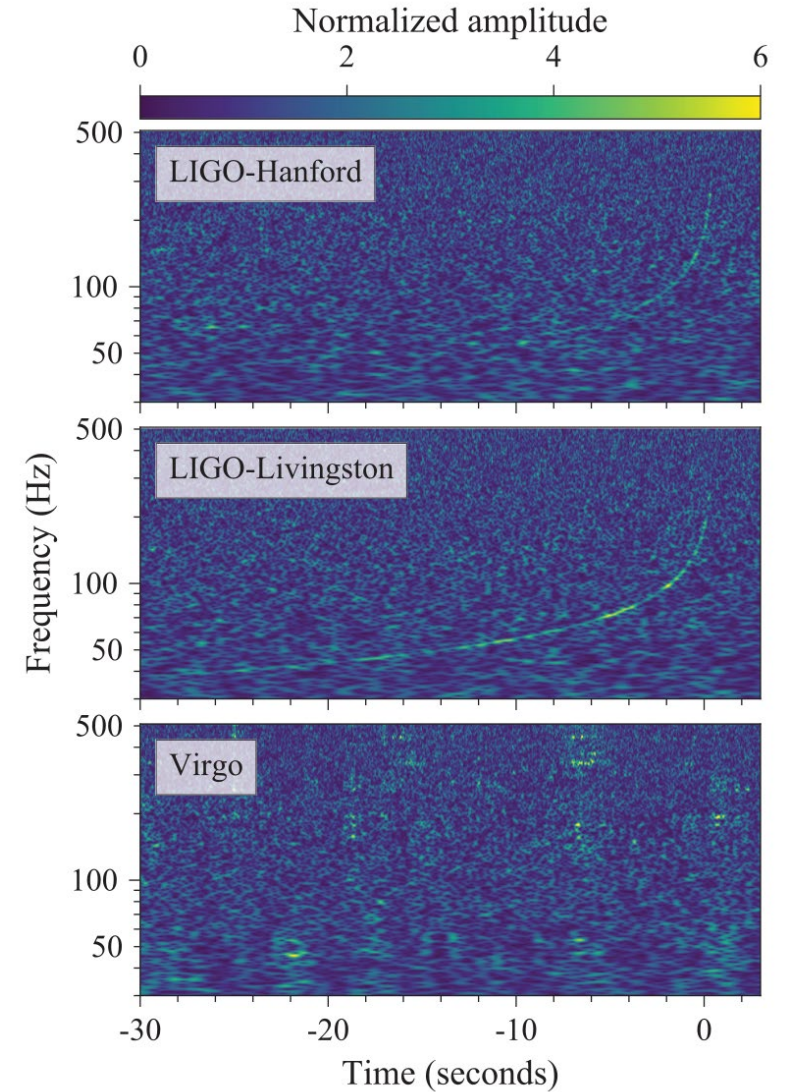 Normalized amplitude
0 2 4 6
500
LIGO-Hanford
100
50
500
LIGO-Livingston
Frequency (Hz)
100
50
500
Virgo
100
50
-30 -20 -10 0
Time (seconds)